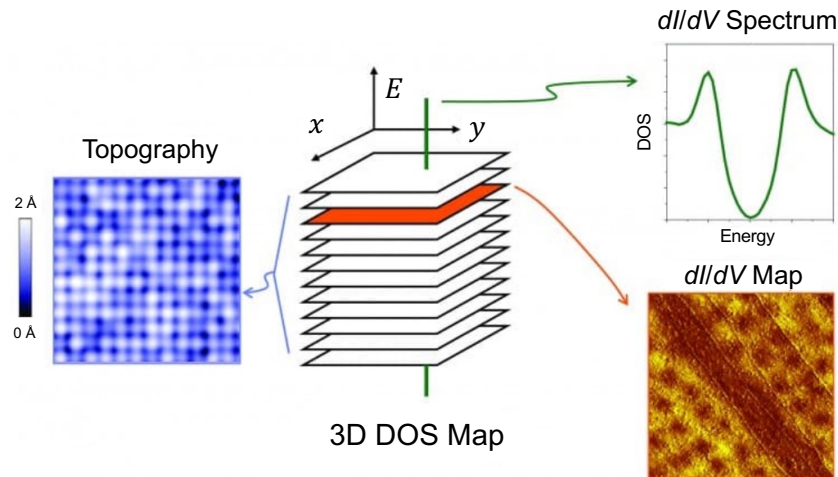 dI/dV Spectrum
E
x
y
DOS
Topography
2 Å
0 Å
Energy
dI/dV Map
3D DOS Map